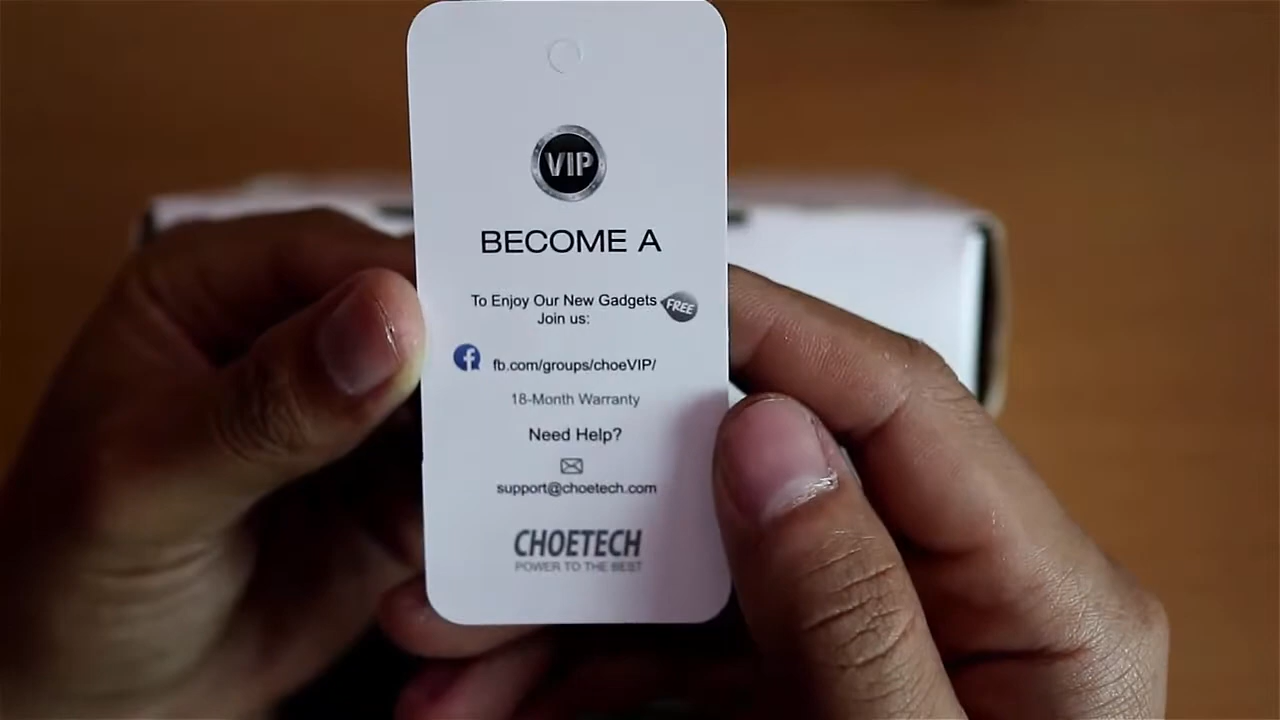 VIP
BECOME A
To Enjoy Our New Gadgets FREE
Join us:
fb.com/groups/choeVIP/
18-Month Warranty
Need Help?
support@choetech.com
CHOETECH
POWER TO THE BEST